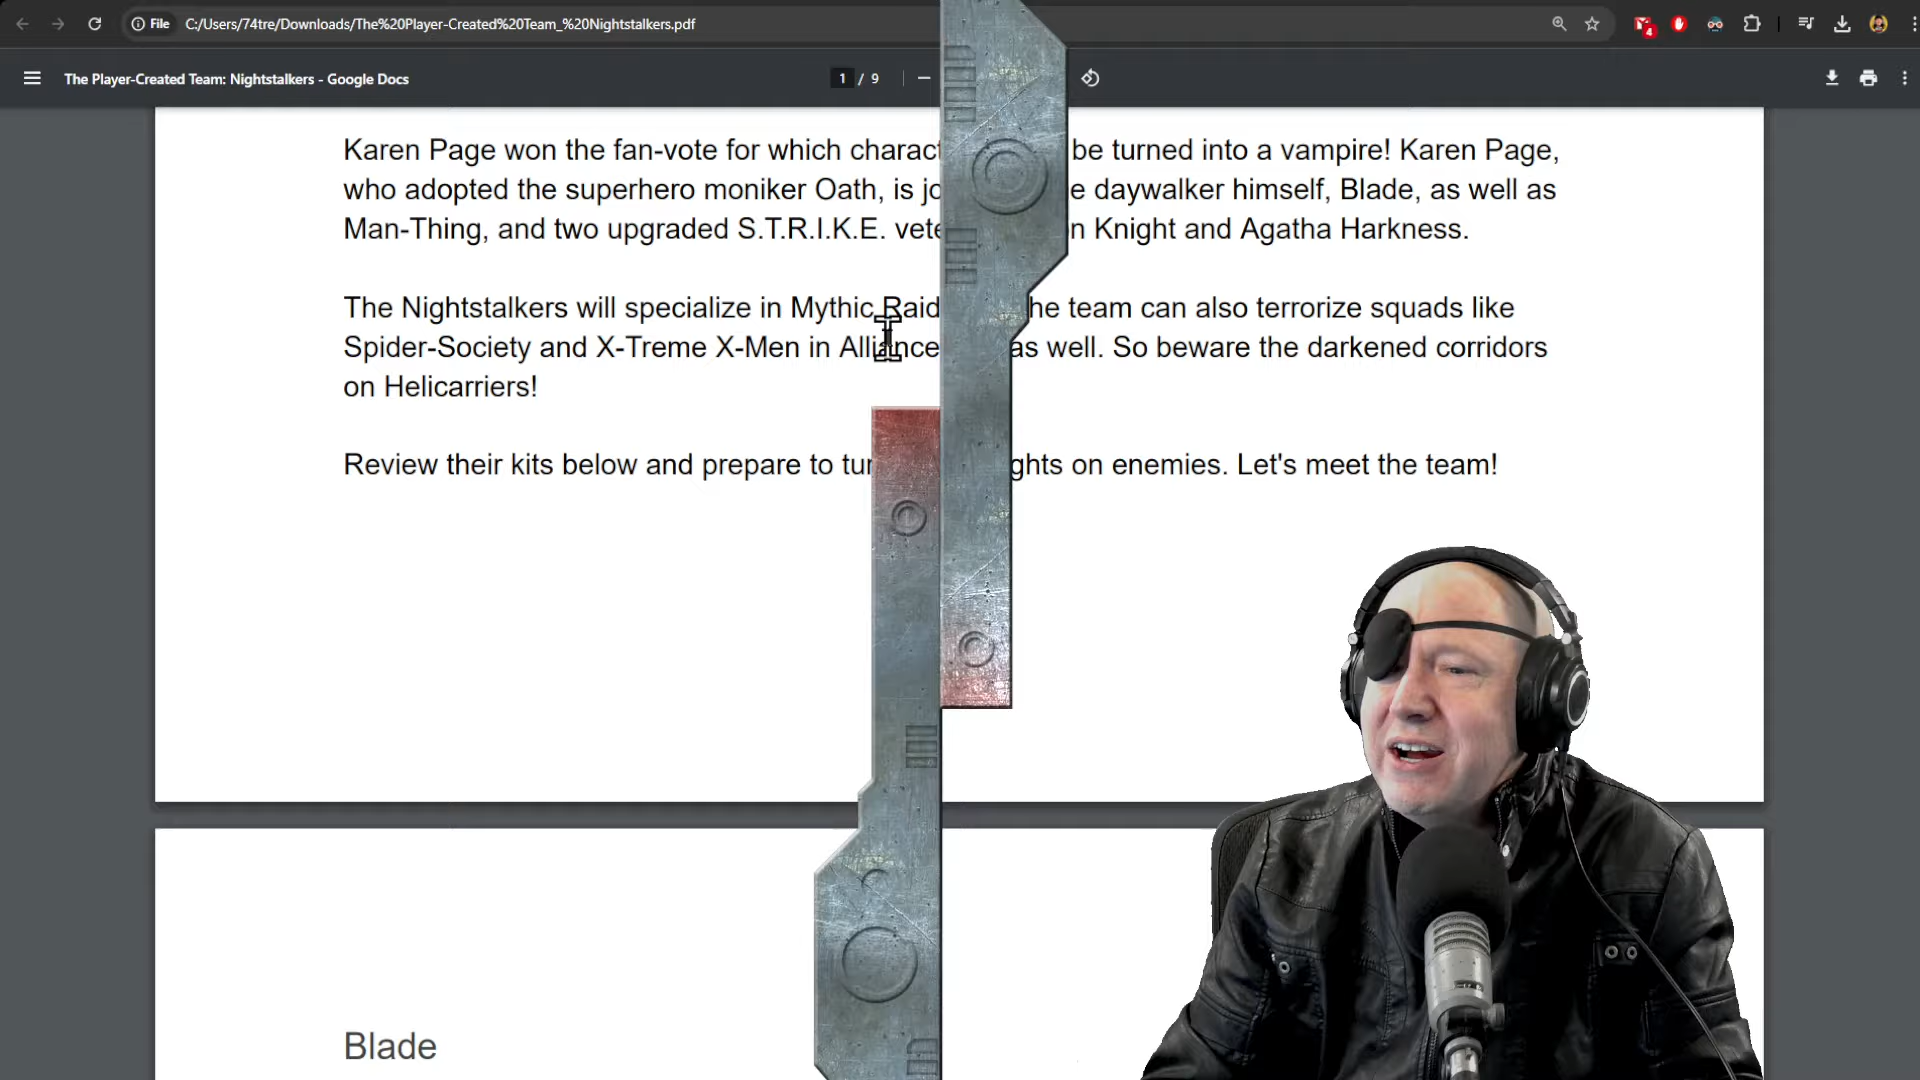 File C:/Users/74tre/Downloads/The%20Player-Created%20Team_%20Nightstalkers.pdf
4
The Player-Created Team: Nightstalkers - Google Docs 1 / 9
Karen Page won the fan-vote for which charact be turned into a vampire! Karen Page,
who adopted the superhero moniker Oath, is jo e daywalker himself, Blade, as well as
Man-Thing, and two upgraded S.T.R.I.K.E. vete n Knight and Agatha Harkness.
The Nightstalkers will specialize in Mythic Raid he team can also terrorize squads like
Spider-Society and X-Treme X-Men in Alliance as well. So beware the darkened corridors
on Helicarriers!
Review their kits below and prepare to tur ghts on enemies. Let's meet the team!
Blade